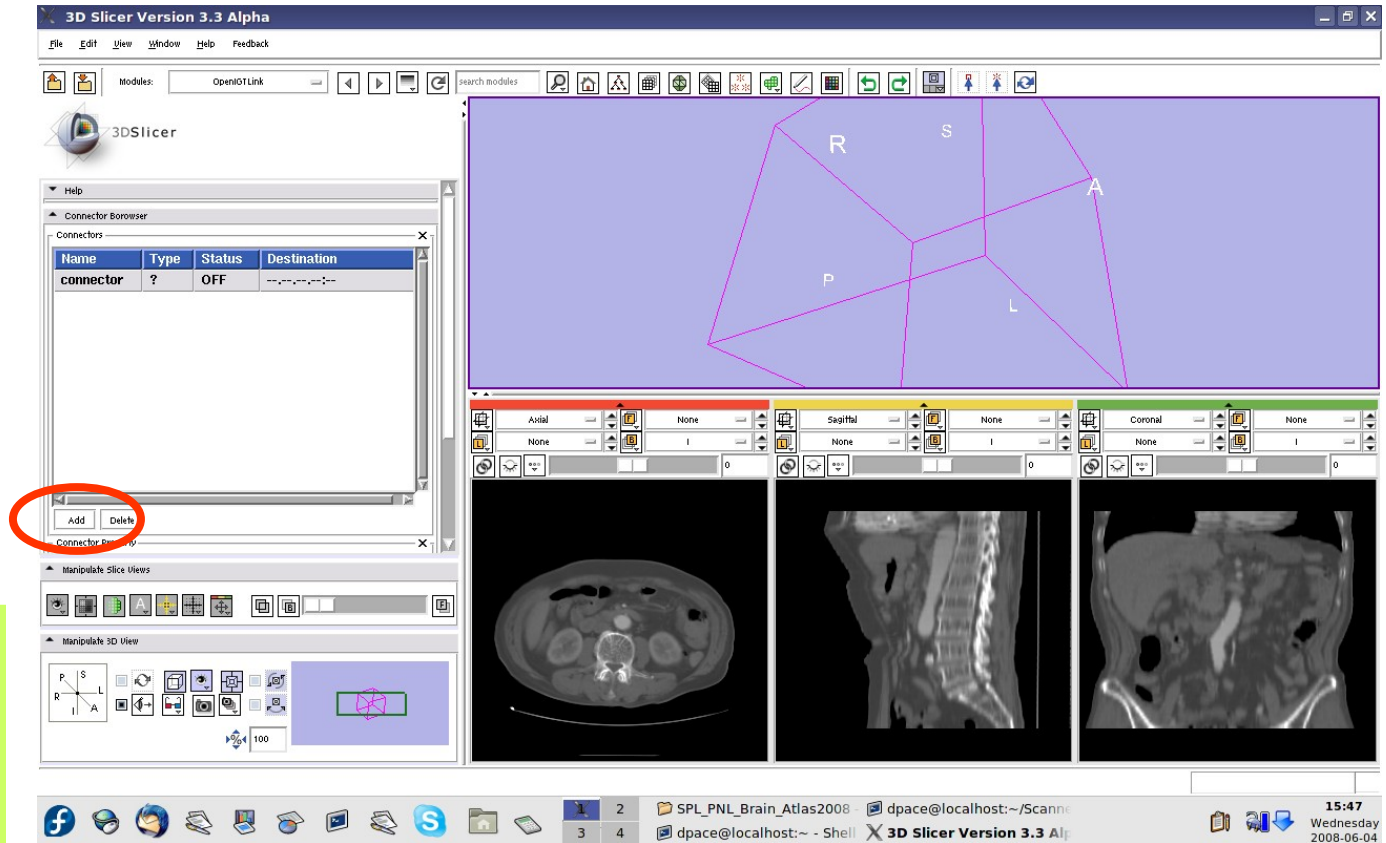 3D Slicer Version 3.3 Alpha
File Edit View Window Help Feedback
Modules: OpenIGTLink search modules
3DSlicer
Help
Connector Borowser
Connectors
Name Type Status Destination
connector ? OFF --.--.--.--:--
Add Delete
Manipulate Slice Views
Manipulate 3D View
P S
R L
I A
100
R S
A
P
L
Axial None
None I
0
Sagittal None
None I
0
Coronal None
None I
0
1 2
3 4
SPL_PNL_Brain_Atlas2008 - dpace@localhost:~/Scanne
dpace@localhost:~ - Shell 3D Slicer Version 3.3 Alp
15:47
Wednesday
2008-06-04